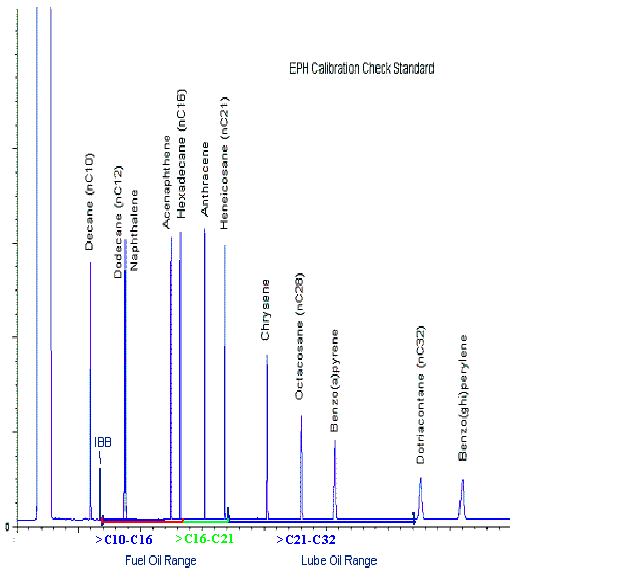 EPH Calibration Check Standard
Decane (nC10)
Dodecane (nC12)
Naphthalene
Acenaphthene
Hexadecane (nC16)
Anthracene
Heneicosane (nC21)
Chrysene
Octacosane (nC28)
Benzo(a)pyrene
Dotriacontane (nC32)
Benzo(ghi)perylene
IBB
0
>C10-C16
>C16-C21
>C21-C32
Fuel Oil Range
Lube Oil Range